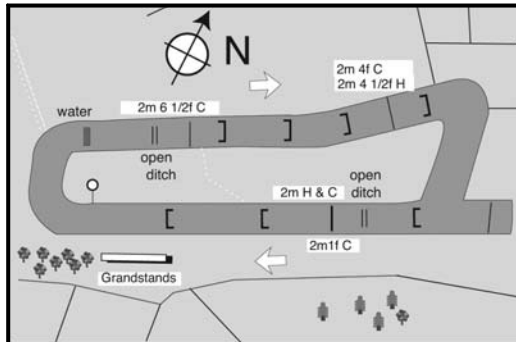 N
2m 4f C
2m 4 1/2f H
water
2m 6 1/2f C
open
ditch
open
ditch
2m H & C
2m1f C
Grandstands